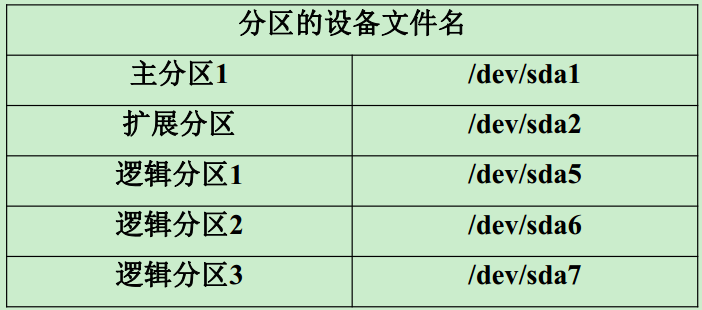 分区的设备文件名
主分区1 /dev/sda1
扩展分区 /dev/sda2
逻辑分区1 /dev/sda5
逻辑分区2 /dev/sda6
逻辑分区3 /dev/sda7